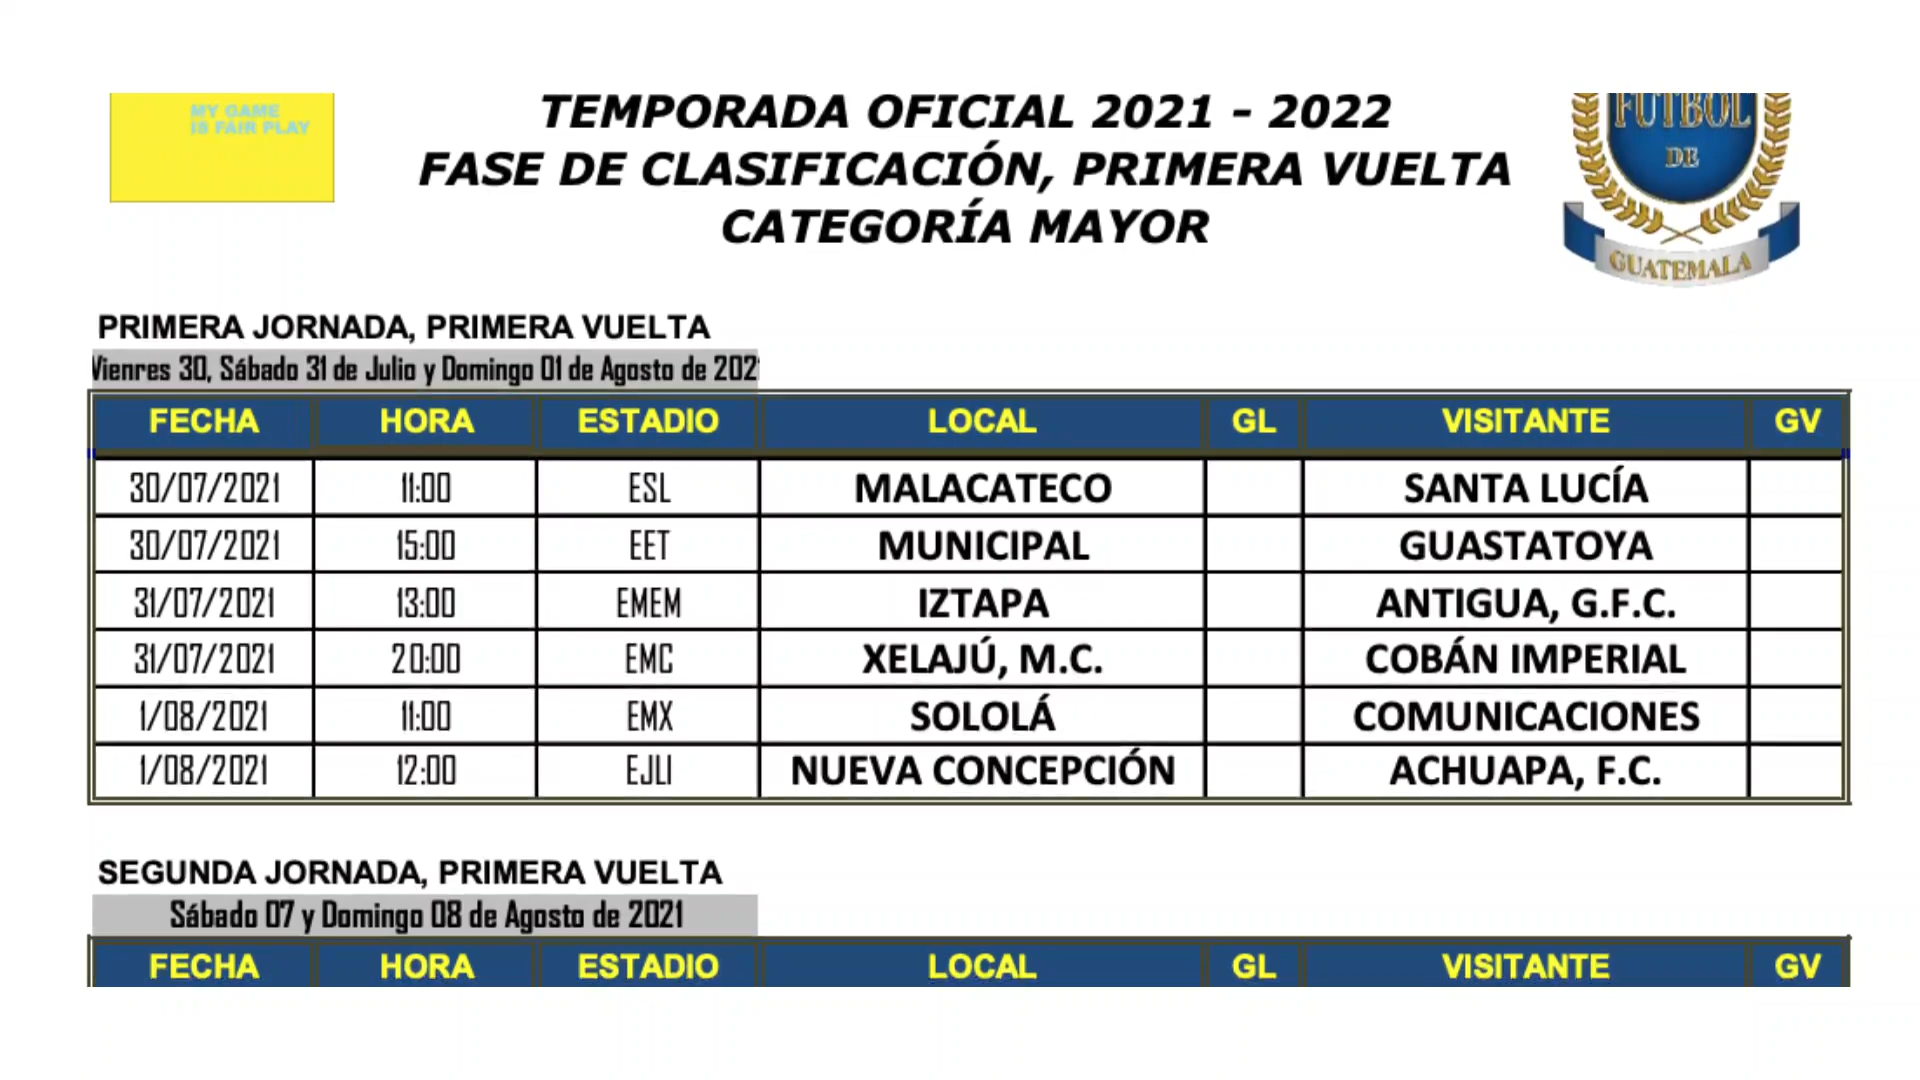 MY GAME
IS FAIR PLAY
TEMPORADA OFICIAL 2021 - 2022
FASE DE CLASIFICACIÓN, PRIMERA VUELTA
CATEGORÍA MAYOR
FUTBOL
DE
GUATEMALA
PRIMERA JORNADA, PRIMERA VUELTA
Vienres 30, Sábado 31 de Julio y Domingo 01 de Agosto de 2021
FECHA HORA ESTADIO LOCAL GL VISITANTE GV
30/07/2021 11:00 ESL MALACATECO SANTA LUCÍA
30/07/2021 15:00 EET MUNICIPAL GUASTATOYA
31/07/2021 13:00 EMEM IZTAPA ANTIGUA, G.F.C.
31/07/2021 20:00 EMC XELAJÚ, M.C. COBÁN IMPERIAL
1/08/2021 11:00 EMX SOLOLÁ COMUNICACIONES
1/08/2021 12:00 EJLI NUEVA CONCEPCIÓN ACHUAPA, F.C.
SEGUNDA JORNADA, PRIMERA VUELTA
Sábado 07 y Domingo 08 de Agosto de 2021
FECHA HORA ESTADIO LOCAL GL VISITANTE GV